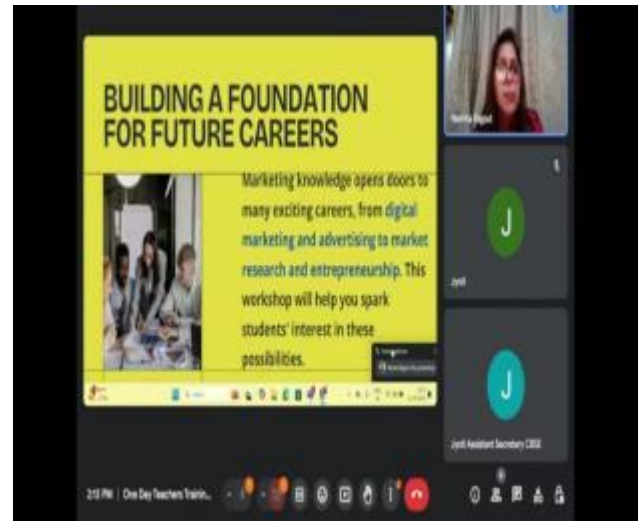 BUILDING A FOUNDATION
FOR FUTURE CAREERS
Marketing knowledge opens doors to
many exciting careers, from digital
marketing and advertising to market
research and entrepreneurship. This
workshop will help you spark
students' interest in these
possibilities.
J
Jyoti
J
Jyoti Assistant Secretary CBSE
2:13 PM | One Day Teachers Trainin...